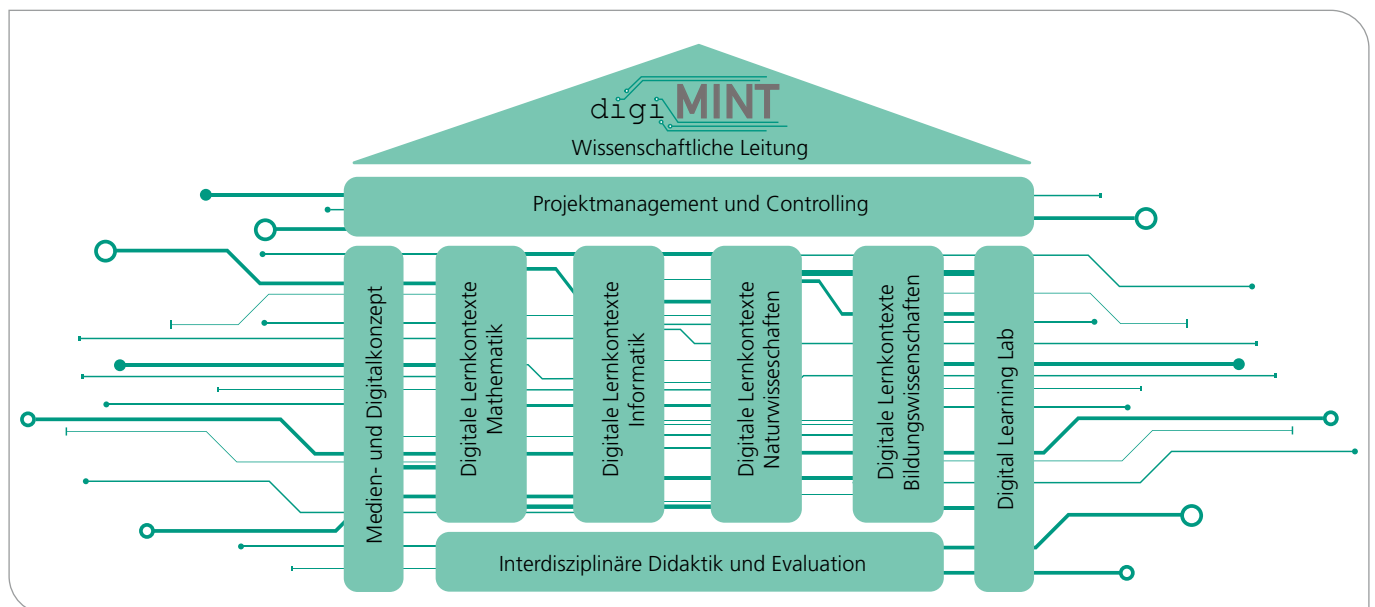 digi MINT
Wissenschaftliche Leitung
Projektmanagement und Controlling
Medien- und Digitalkonzept
Digitale Lernkontexte
Mathematik
Digitale Lernkontexte
Informatik
Digitale Lernkontexte
Naturwisseschaften
Digitale Lernkontexte
Bildungswissenschaften
Digital Learning Lab
Interdisziplinäre Didaktik und Evaluation